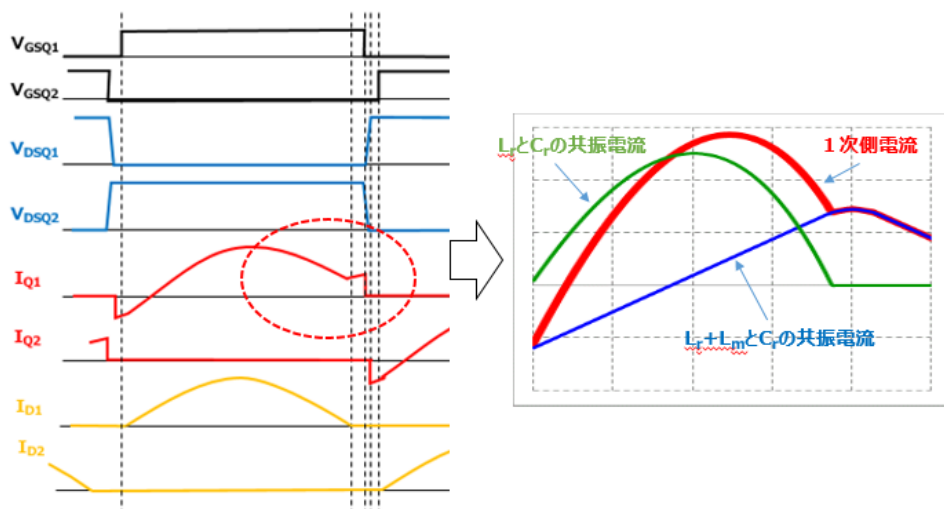 VGSQ1
VGSQ2
VDSQ1
VDSQ2
IQ1
IQ2
ID1
ID2
LrとCrの共振電流
1次側電流
Lr+LmとCrの共振電流